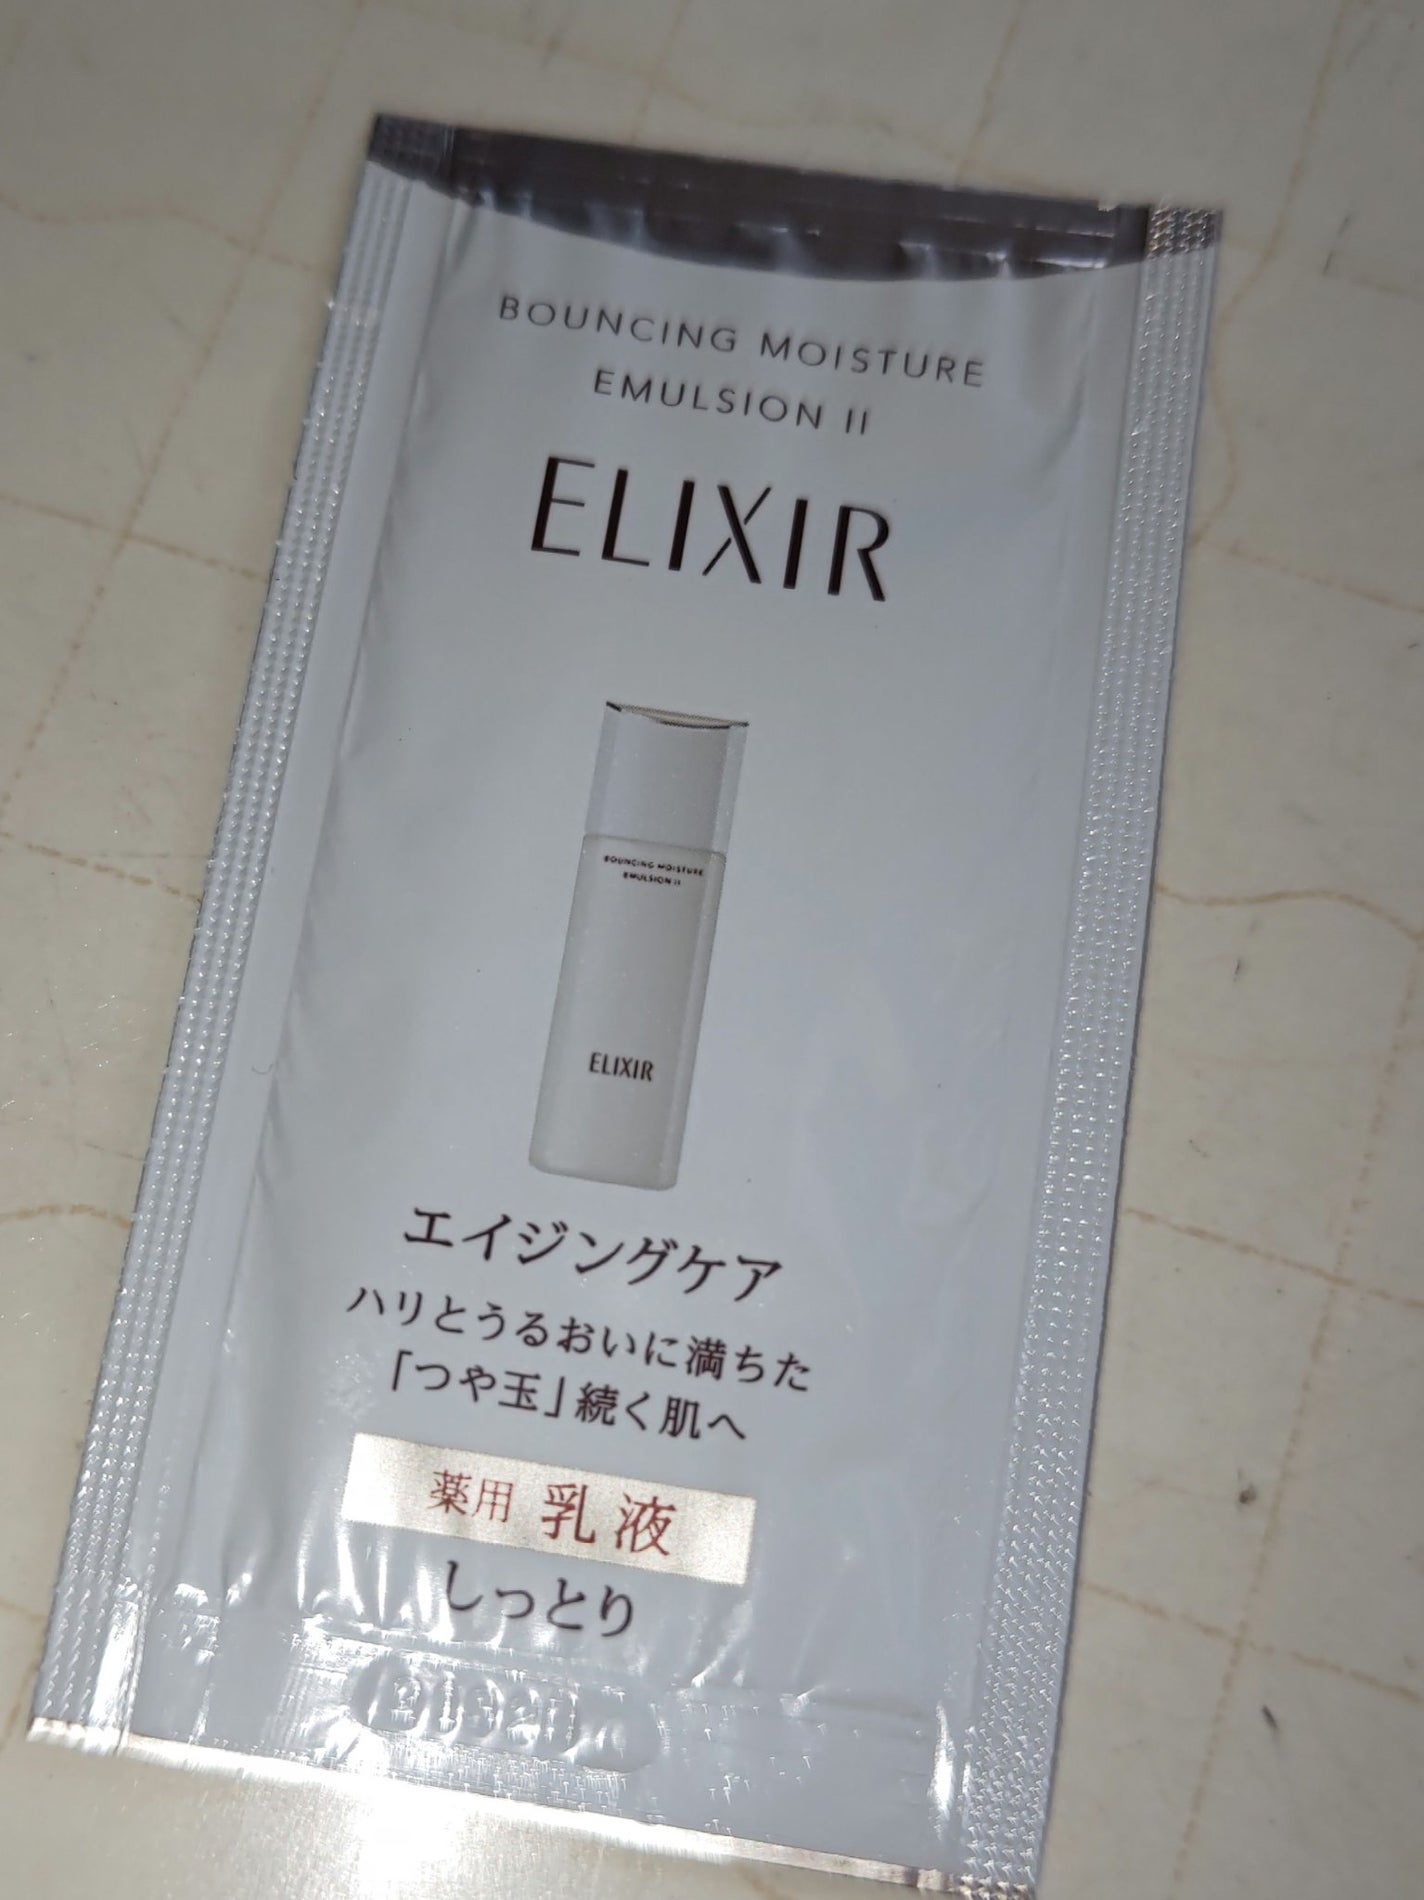 BOUNCING MOISTURE
EMULSION II
ELIXIR
BOUNCING MOISTURE
EMULSION II
ELIXIR
エイジングケア
ハリとうるおいに満ちた
「つや玉」続く肌へ
薬用 乳液
しっとり